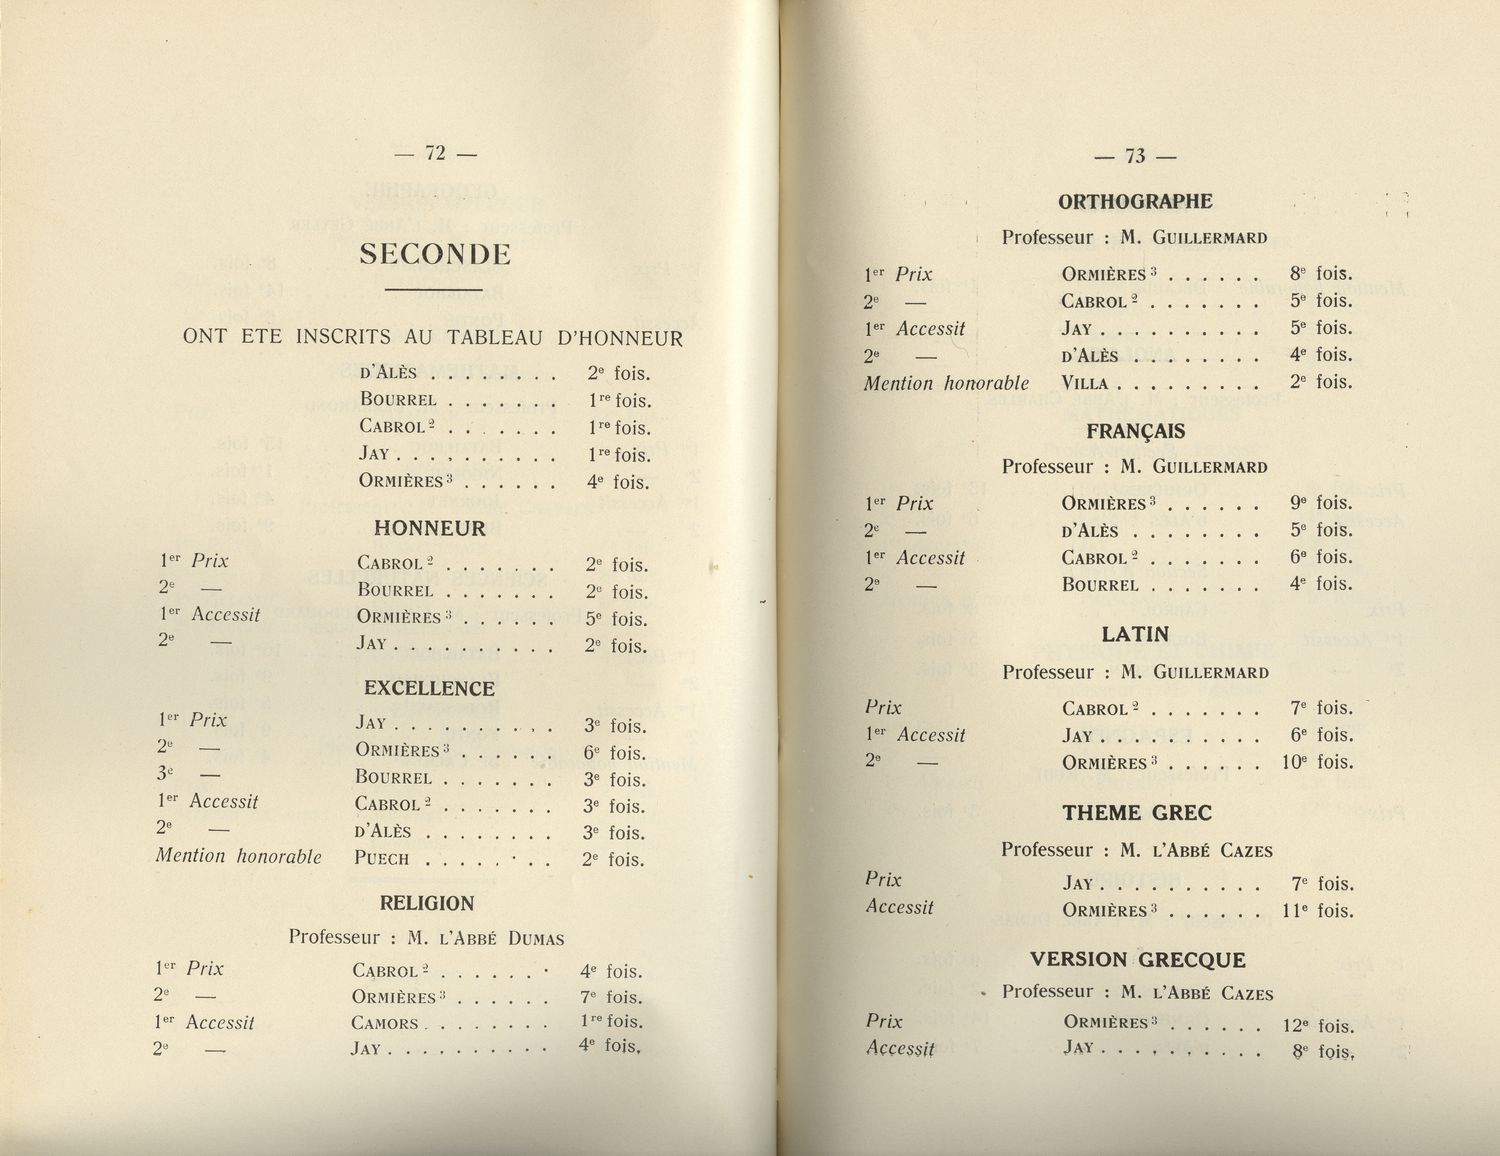 — 72 —
SECONDE
ONT ETE INSCRITS AU TABLEAU D'HONNEUR
D'ALÈS . . . . . . . . 2e fois.
BOURREL . . . . . . . 1re fois.
CABROL 2 . . . . . . . 1re fois.
JAY . . . . . . . . . . 1re fois.
ORMIÈRES 3 . . . . . . 4e fois.
HONNEUR
1er Prix CABROL 2 . . . . . . . 2e fois.
2e — BOURREL . . . . . . . 2e fois.
1er Accessit ORMIÈRES 3 . . . . . . 5e fois.
2e — JAY . . . . . . . . . . 2e fois.
EXCELLENCE
1er Prix JAY . . . . . . . . . . 3e fois.
2e — ORMIÈRES 3 . . . . . . 6e fois.
3e — BOURREL . . . . . . . 3e fois.
1er Accessit CABROL 2 . . . . . . . 3e fois.
2e — D'ALÈS . . . . . . . . 3e fois.
Mention honorable PUECH . . . . . . . . 2e fois.
RELIGION
Professeur : M. L'ABBÉ DUMAS
1er Prix CABROL 2 . . . . . . . 4e fois.
2e — ORMIÈRES 3 . . . . . . 7e fois.
1er Accessit CAMORS . . . . . . . . 1re fois.
2e — JAY . . . . . . . . . . 4e fois.
— 73 —
ORTHOGRAPHE
Professeur : M. GUILLERMARD
1er Prix ORMIÈRES 3 . . . . . . 8e fois.
2e — CABROL 2 . . . . . . . 5e fois.
1er Accessit JAY . . . . . . . . . . 5e fois.
2e — D'ALÈS . . . . . . . . 4e fois.
Mention honorable VILLA . . . . . . . . . 2e fois.
FRANÇAIS
Professeur : M. GUILLERMARD
1er Prix ORMIÈRES 3 . . . . . . 9e fois.
2e — D'ALÈS . . . . . . . . 5e fois.
1er Accessit CABROL 2 . . . . . . . 6e fois.
2e — BOURREL . . . . . . . 4e fois.
LATIN
Professeur : M. GUILLERMARD
Prix CABROL 2 . . . . . . . 7e fois.
1er Accessit JAY . . . . . . . . . . 6e fois.
2e — ORMIÈRES 3 . . . . . . 10e fois.
THEME GREC
Professeur : M. L'ABBÉ CAZES
Prix JAY . . . . . . . . . . 7e fois.
Accessit ORMIÈRES 3 . . . . . . 11e fois.
VERSION GRECQUE
Professeur : M. L'ABBÉ CAZES
Prix ORMIÈRES 3 . . . . . . 12e fois.
Accessit JAY . . . . . . . . . . 8e fois.